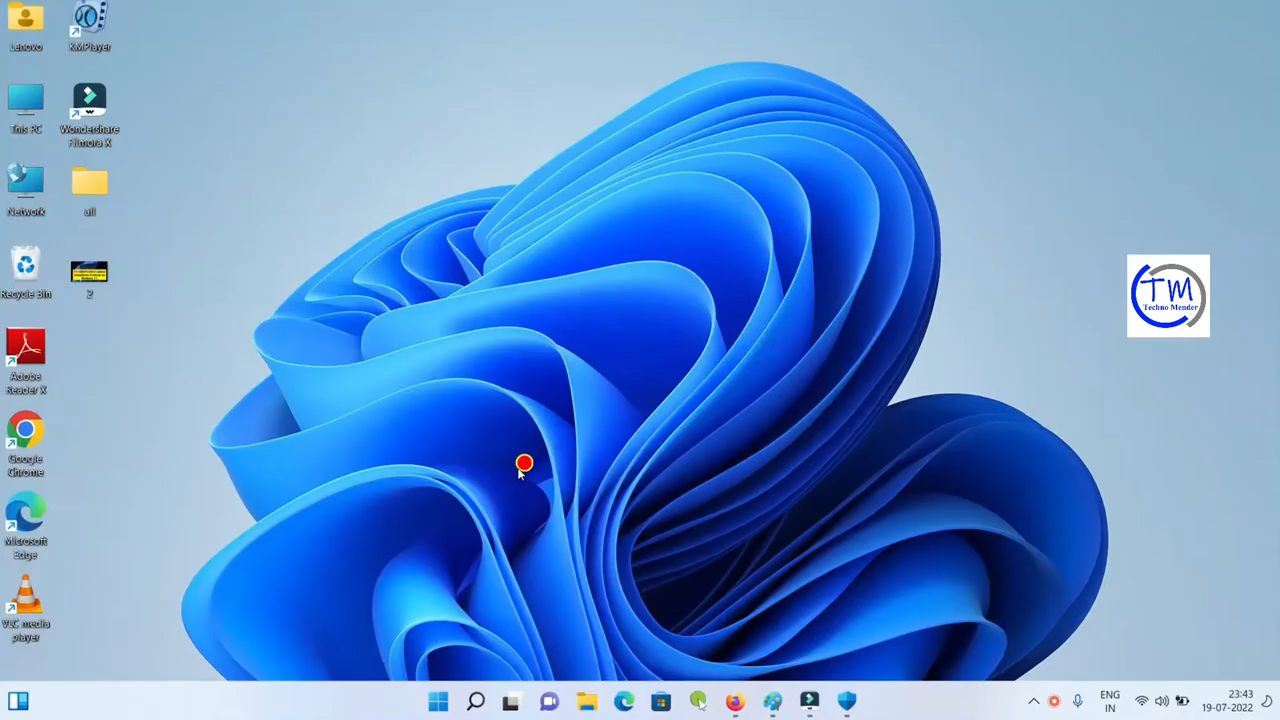 Lenovo
KMPlayer
This PC
Wondershare
Filmora X
Network
all
Recycle Bin
2
Adobe
Reader X
Google
Chrome
Microsoft
Edge
VLC media
player
TM
Techno Mender
ENG
IN
23:43
19-07-2022